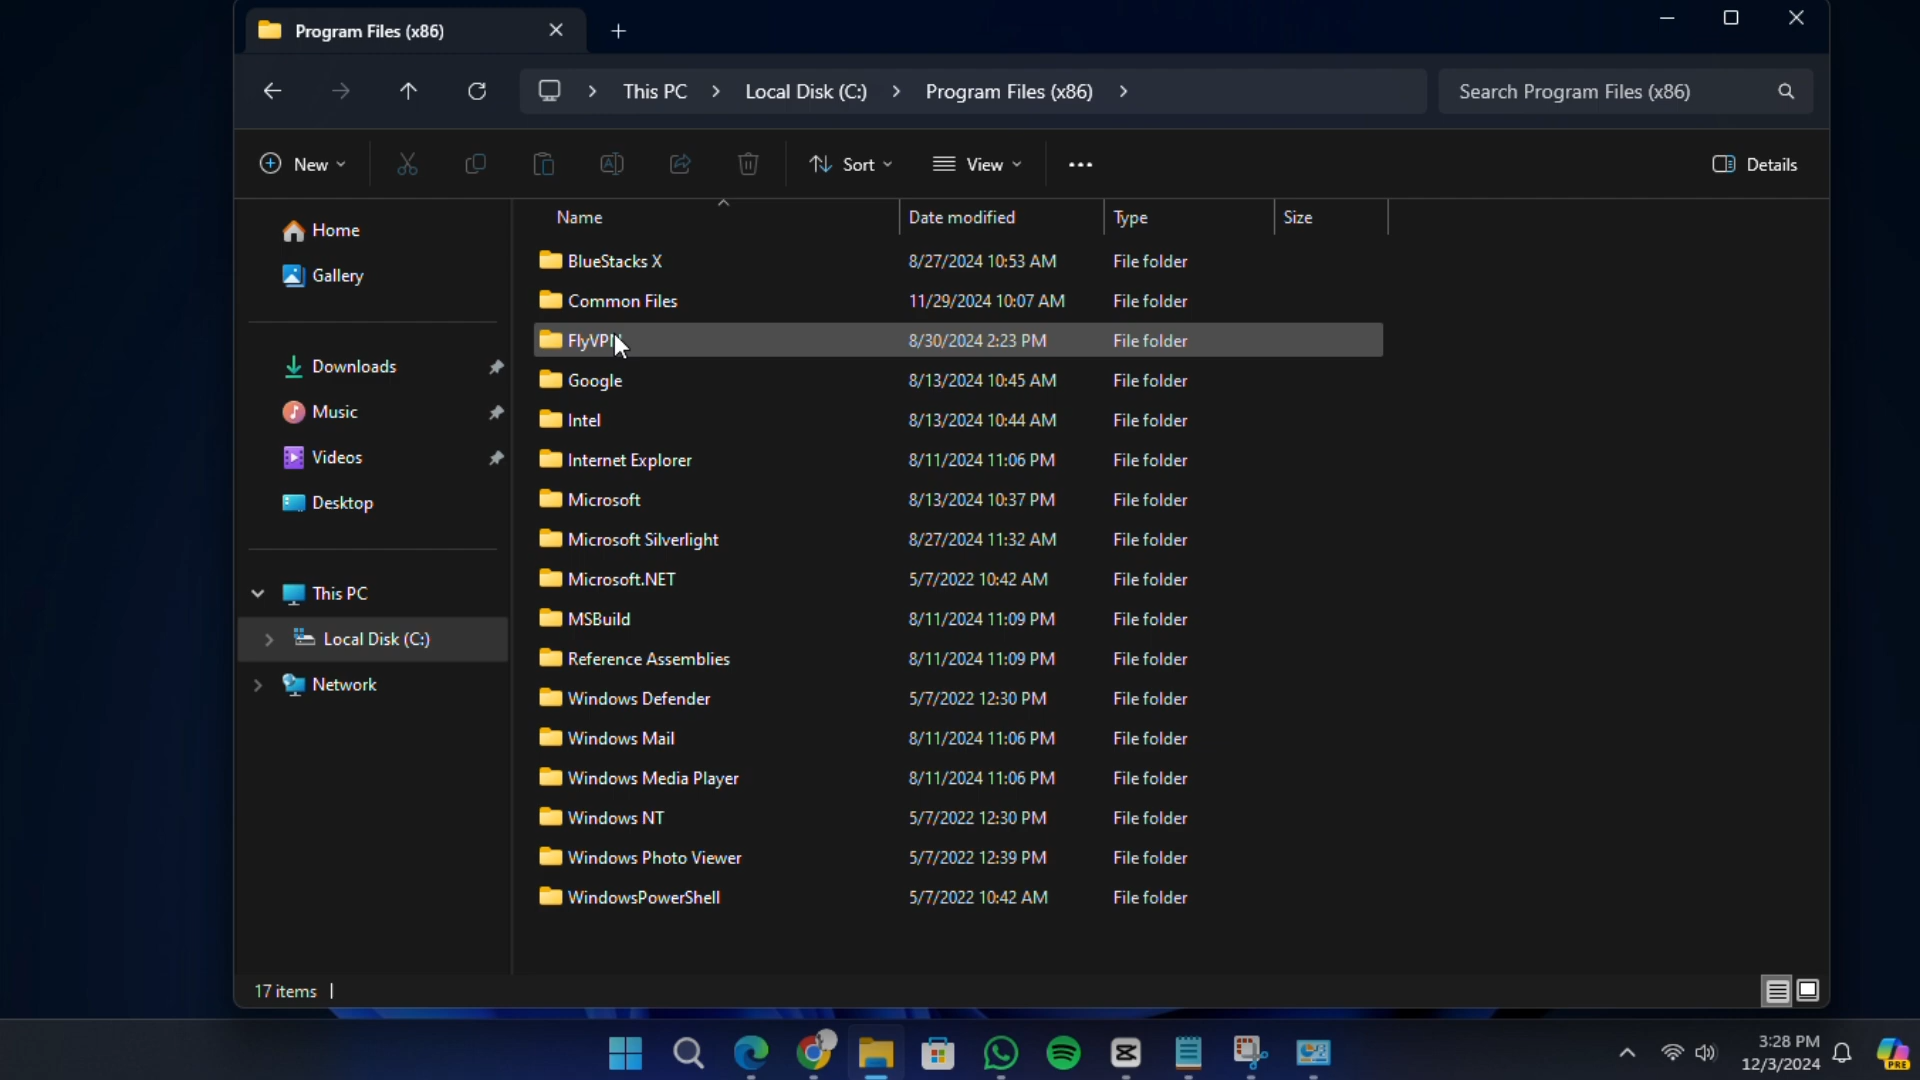 Program Files (x86)
This PC > Local Disk (C:) > Program Files (x86) >
Search Program Files (x86)
New
Sort
View
Details
Name Date modified Type Size
Home
Gallery
Downloads
Music
Videos
Desktop
This PC
Local Disk (C:)
Network
BlueStacks X 8/27/2024 10:53 AM File folder
Common Files 11/29/2024 10:07 AM File folder
FlyVPN 8/30/2024 2:23 PM File folder
Google 8/13/2024 10:45 AM File folder
Intel 8/13/2024 10:44 AM File folder
Internet Explorer 8/11/2024 11:06 PM File folder
Microsoft 8/13/2024 10:37 PM File folder
Microsoft Silverlight 8/27/2024 11:32 AM File folder
Microsoft.NET 5/7/2022 10:42 AM File folder
MSBuild 8/11/2024 11:09 PM File folder
Reference Assemblies 8/11/2024 11:09 PM File folder
Windows Defender 5/7/2022 12:30 PM File folder
Windows Mail 8/11/2024 11:06 PM File folder
Windows Media Player 8/11/2024 11:06 PM File folder
Windows NT 5/7/2022 12:30 PM File folder
Windows Photo Viewer 5/7/2022 12:39 PM File folder
WindowsPowerShell 5/7/2022 10:42 AM File folder
17 items
3:28 PM
12/3/2024
PRE